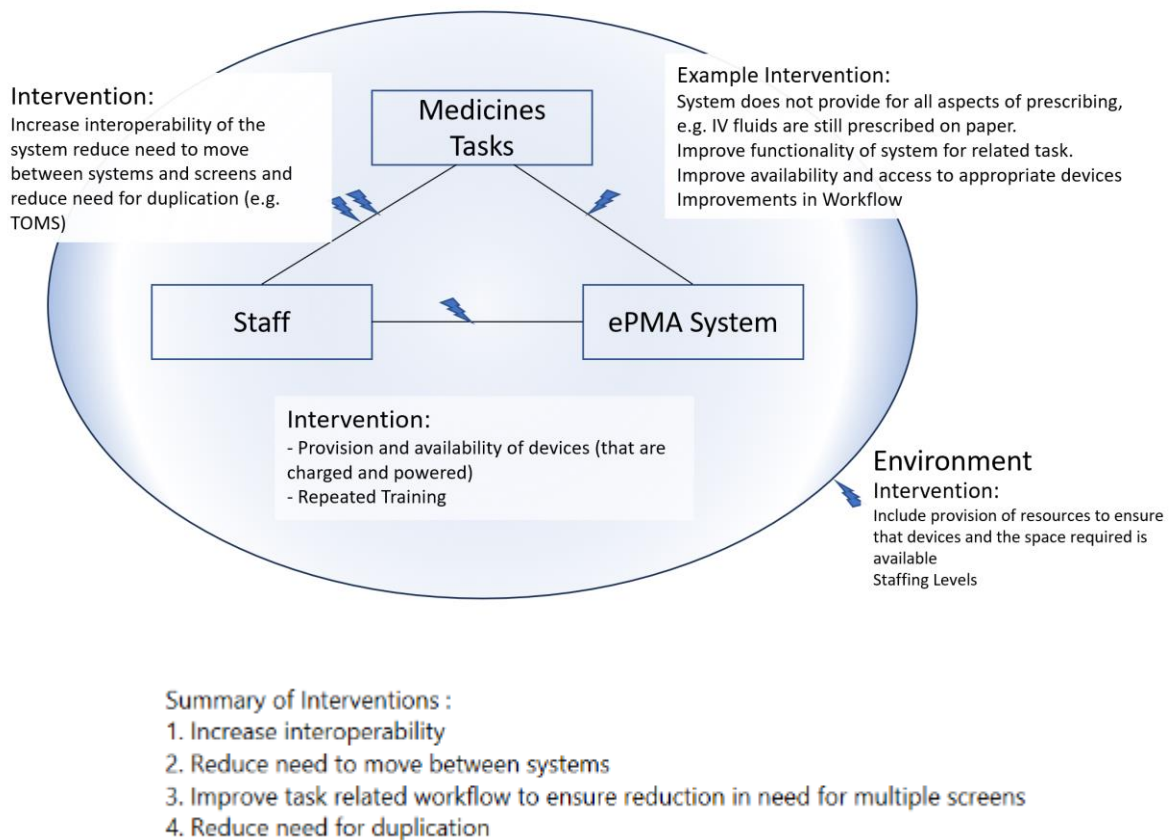 Intervention:
Increase interoperability of the
system reduce need to move
between systems and screens and
reduce need for duplication (e.g.
TOMS)
Medicines
Tasks
Example Intervention:
System does not provide for all aspects of prescribing,
e.g. IV fluids are still prescribed on paper.
Improve functionality of system for related task.
Improve availability and access to appropriate devices
Improvements in Workflow
Staff
ePMA System
Intervention:
- Provision and availability of devices (that are
charged and powered)
- Repeated Training
Environment
Intervention:
Include provision of resources to ensure
that devices and the space required is
available
Staffing Levels
Summary of Interventions :
1. Increase interoperability
2. Reduce need to move between systems
3. Improve task related workflow to ensure reduction in need for multiple screens
4. Reduce need for duplication